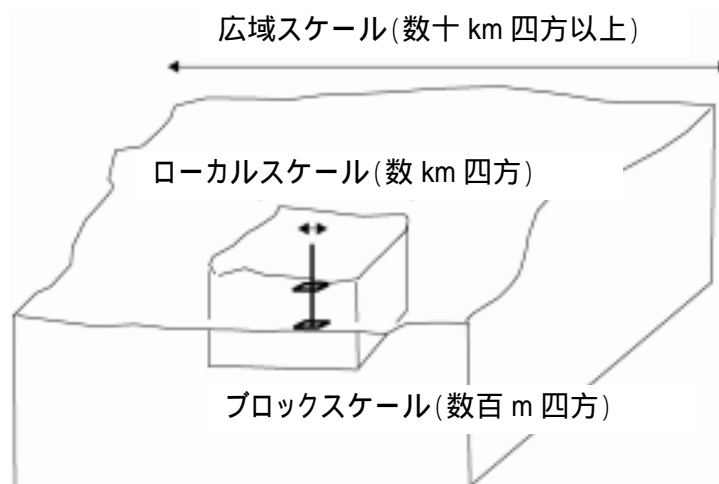 広域スケール(数十 km 四方以上)
ローカルスケール(数 km 四方)
ブロックスケール(数百 m 四方)